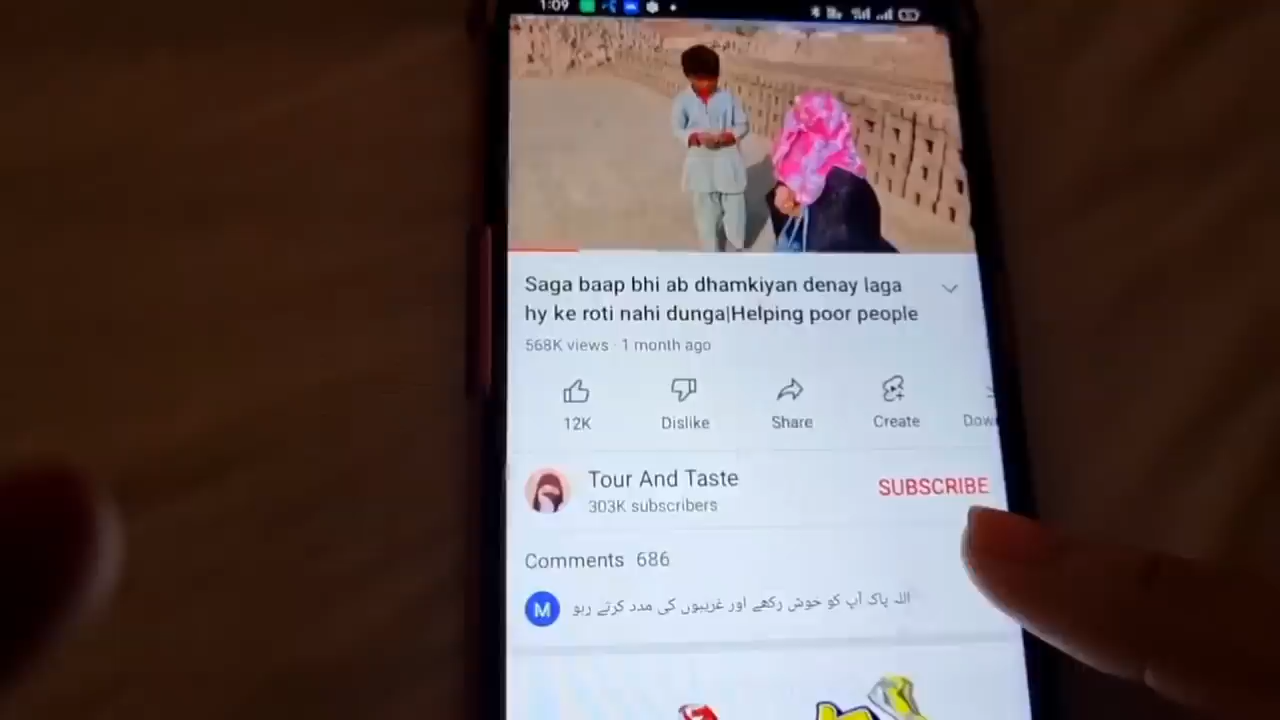 1:09
Saga baap bhi ab dhamkiyan denay laga
hy ke roti nahi dunga|Helping poor people
568K views · 1 month ago
12K
Dislike
Share
Create
Tour And Taste
303K subscribers
SUBSCRIBE
Comments 686
M
اللہ پاک آپ کو خوش رکھے اور غریبوں کی مدد کرتے رہو